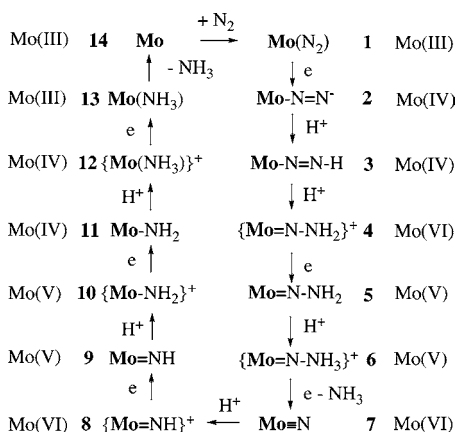 Mo(III) 14 Mo + N2 Mo(N2) 1 Mo(III)
- NH3 e
Mo(III) 13 Mo(NH3) Mo-N=N- 2 Mo(IV)
e H+
Mo(IV) 12 {Mo(NH3)}+ Mo-N=N-H 3 Mo(IV)
H+ H+
Mo(IV) 11 Mo-NH2 {Mo=N-NH2}+ 4 Mo(VI)
e e
Mo(V) 10 {Mo-NH2}+ Mo=N-NH2 5 Mo(V)
H+ H+
Mo(V) 9 Mo=NH {Mo=N-NH3}+ 6 Mo(V)
e e - NH3
Mo(VI) 8 {Mo=NH}+ H+ Mo≡N 7 Mo(VI)